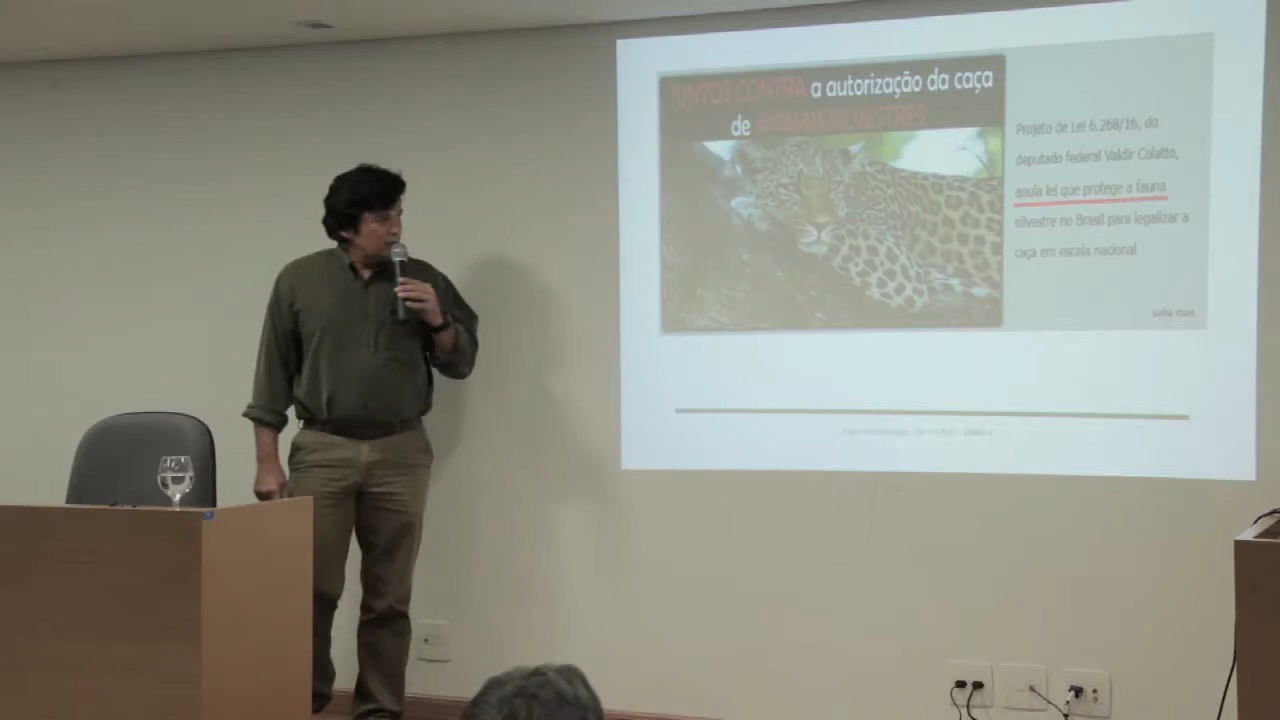 JUNTOS CONTRA a autorização da caça
de ANIMAIS SILVESTRES
Projeto de Lei 6.268/16, do
deputado federal Valdir Colatto,
anula lei que protege a fauna
silvestre no Brasil para legalizar a
caça em escala nacional
saiba mais